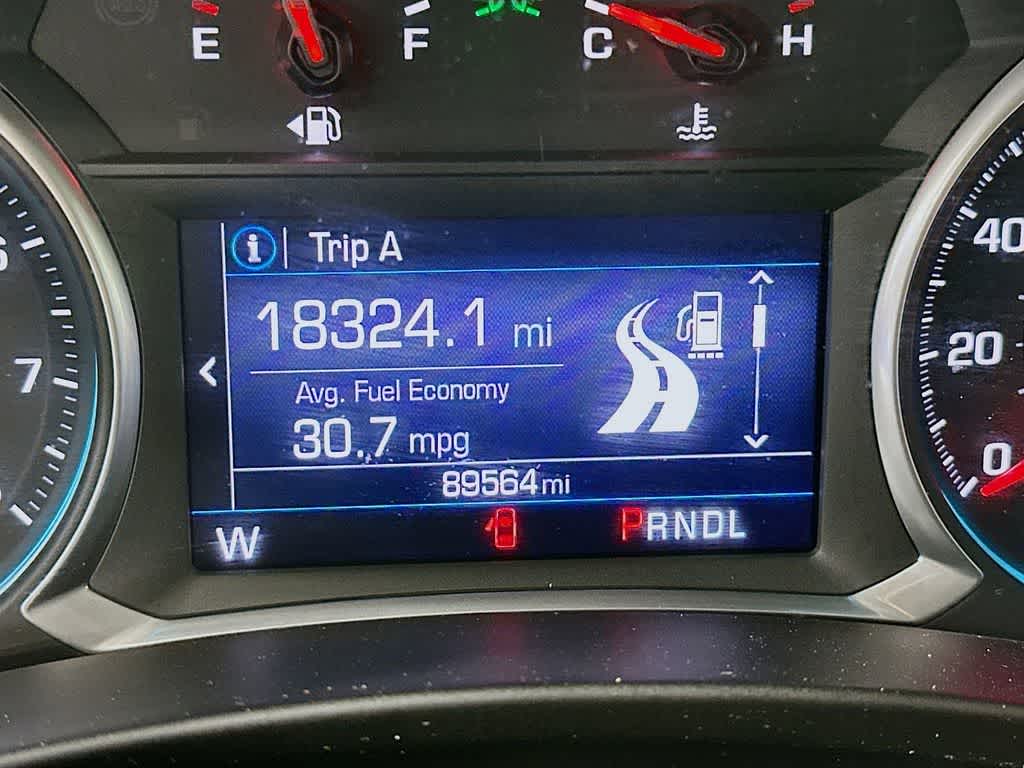 E F C H
i Trip A
18324.1 mi
Avg. Fuel Economy
30.7 mpg
89564 mi
W PRNDL
7
40
20
0